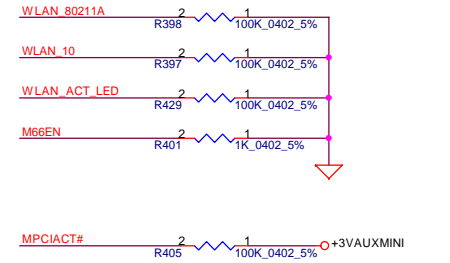 WLAN_80211A 2 1
R398 100K_0402_5%
WLAN_10 2 1
R397 100K_0402_5%
WLAN_ACT_LED 2 1
R429 100K_0402_5%
M66EN 2 1
R401 1K_0402_5%
MPCIACT# 2 1 +3VAUXMINI
R405 100K_0402_5%